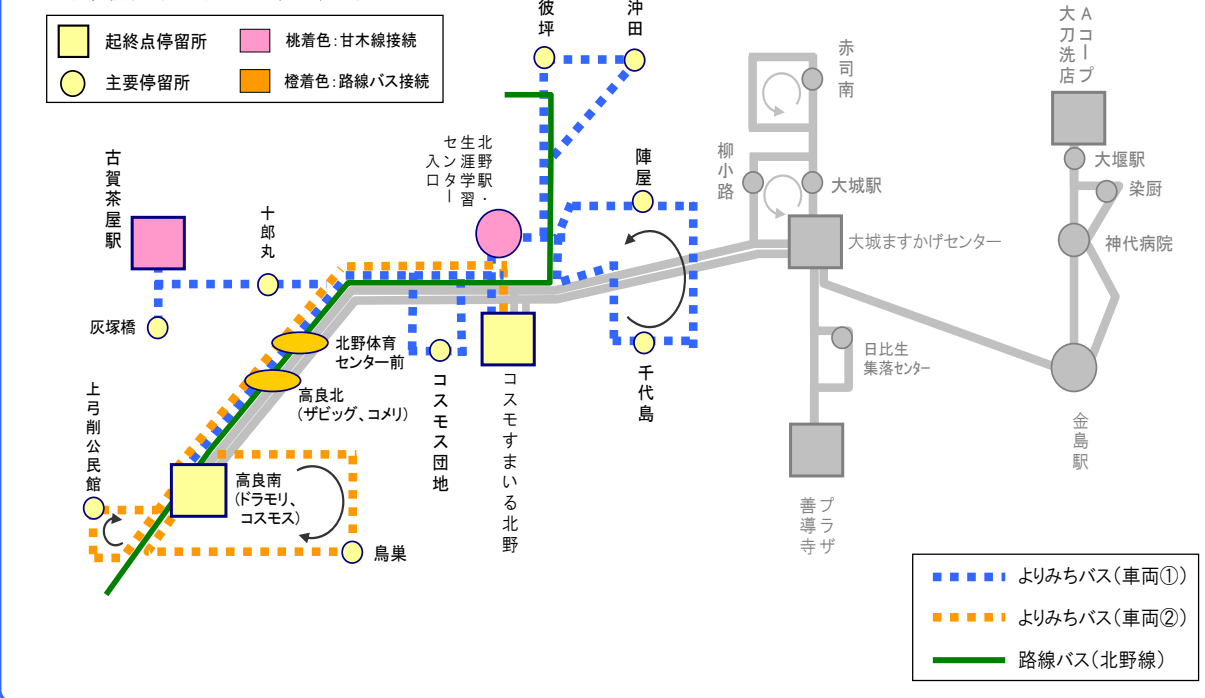 起終点停留所
主要停留所
桃着色：甘木線接続
橙着色：路線バス接続
彼坪
沖田
赤司南
Aコープ
大刀洗店
北野駅・
生涯学習
センター
入口
古賀茶屋駅
十郎丸
陣屋
柳小路
大城駅
大堰駅
染厨
大城ますかげセンター
神代病院
灰塚橋
北野体育
センター前
高良北
(ザビッグ、コメリ)
コスモス団地
コスモすまいる北野
千代島
日比生
集落センター
金島駅
上弓削公民館
高良南
(ドラモリ、
コスモス)
鳥巣
プラザ
善導寺
よりみちバス(車両①)
よりみちバス(車両②)
路線バス(北野線)